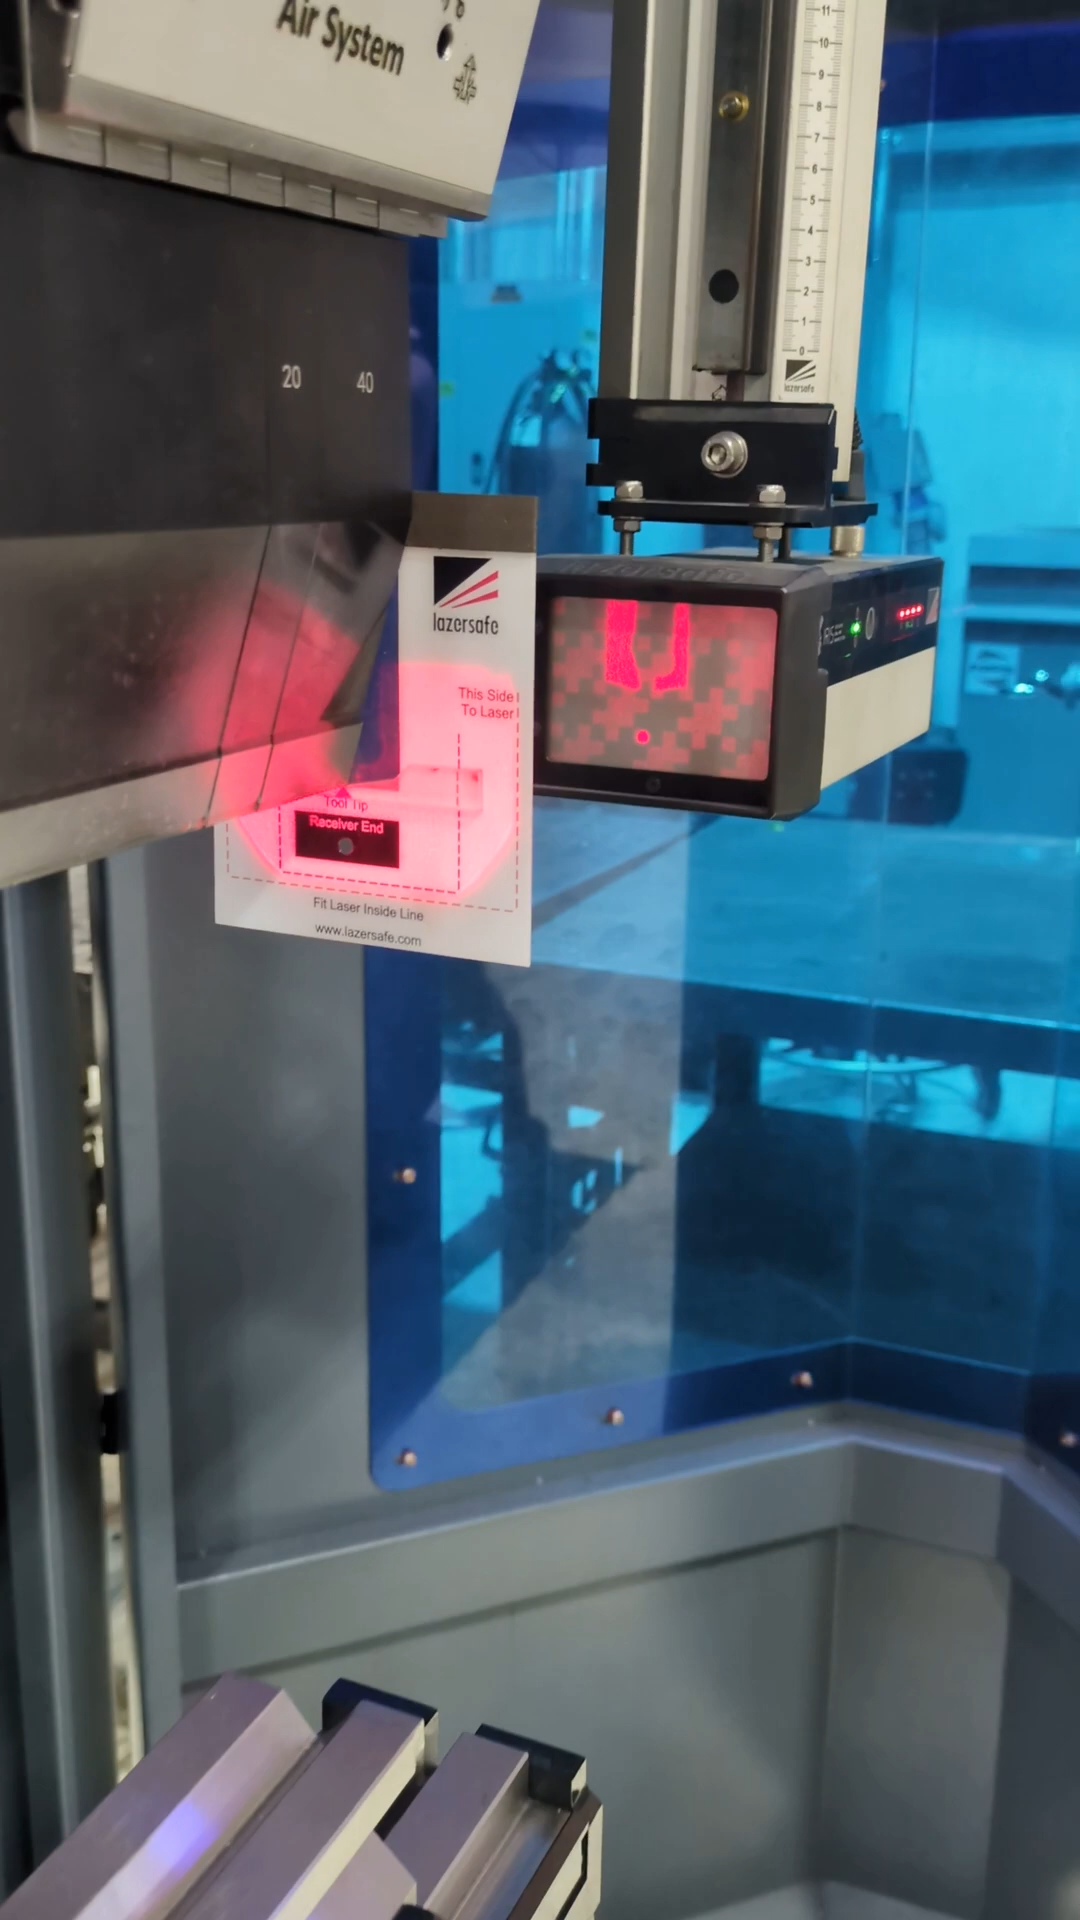 Air System
11
10
9
8
7
6
5
4
3
2
1
0
lazersafe
20
40
lazersafe
lazersafe
This Side
To Laser
Tool Tip
Receiver End
Fit Laser Inside Line
www.lazersafe.com